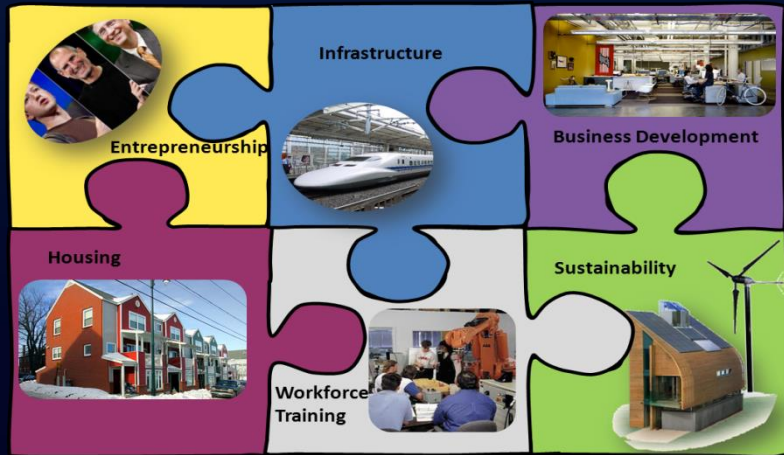 Infrastructure
Entrepreneurship
Business Development
Housing
Sustainability
Workforce
Training